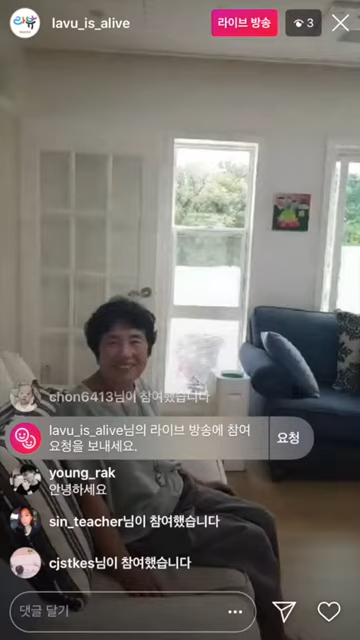 라뷰
lavu_is_alive
라이브 방송
3
chon6413님이 참여했습니다
lavu_is_alive님의 라이브 방송에 참여
요청을 보내세요.
요청
young_rak
안녕하세요
sin_teacher님이 참여했습니다
cjstkes님이 참여했습니다
댓글 달기